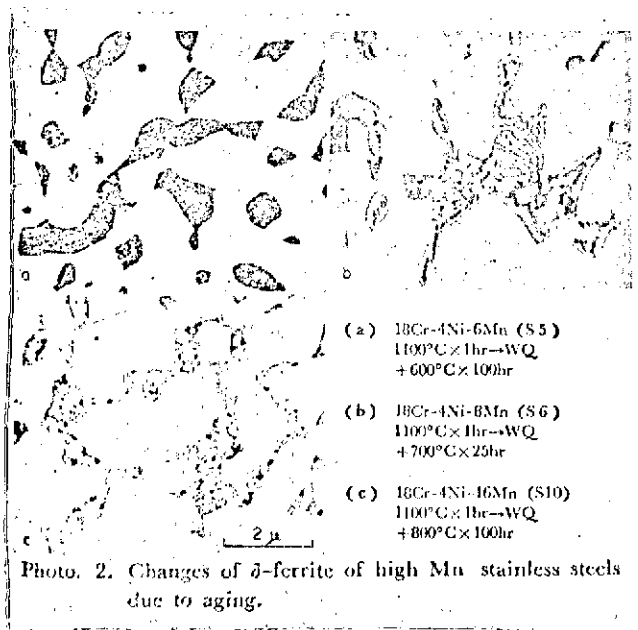 a
b
c
2 μ
(a) 18Cr-4Ni-6Mn (S5)
1100°C×1hr→WQ
+600°C×100hr
(b) 18Cr-4Ni-8Mn (S6)
1100°C×1hr→WQ
+700°C×25hr
(c) 18Cr-4Ni-16Mn (S10)
1100°C×1hr→WQ
+800°C×100hr
Photo. 2. Changes of δ-ferrite of high Mn stainless steels
due to aging.